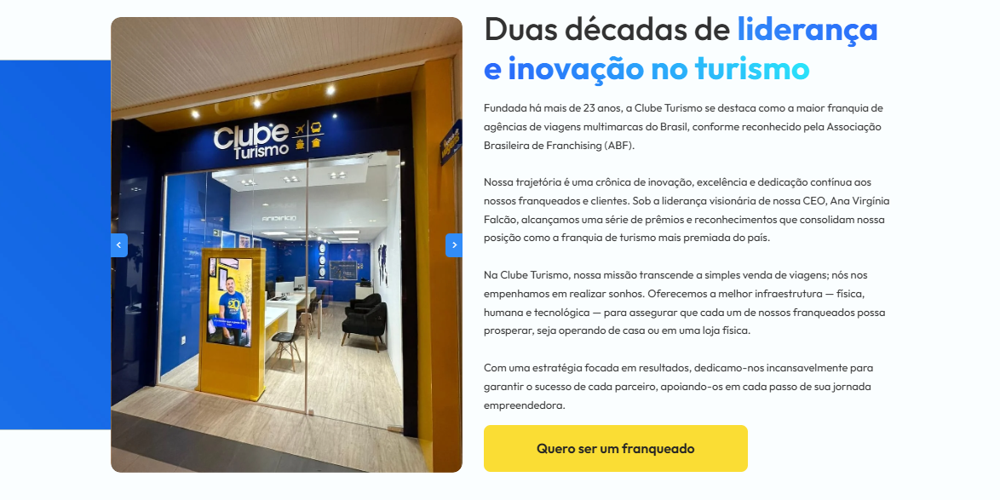 Duas décadas de liderança
e inovação no turismo
Clube
Turismo
Fundada há mais de 23 anos, a Clube Turismo se destaca como a maior franquia de
agências de viagens multimarcas do Brasil, conforme reconhecido pela Associação
Brasileira de Franchising (ABF).
Nossa trajetória é uma crônica de inovação, excelência e dedicação contínua aos
nossos franqueados e clientes. Sob a liderança visionária de nossa CEO, Ana Virgínia
Falcão, alcançamos uma série de prêmios e reconhecimentos que consolidam nossa
posição como a franquia de turismo mais premiada do país.
Na Clube Turismo, nossa missão transcende a simples venda de viagens; nós nos
empenhamos em realizar sonhos. Oferecemos a melhor infraestrutura — física,
humana e tecnológica — para assegurar que cada um de nossos franqueados possa
prosperar, seja operando de casa ou em uma loja física.
Com uma estratégia focada em resultados, dedicamo-nos incansavelmente para
garantir o sucesso de cada parceiro, apoiando-os em cada passo de sua jornada
empreendedora.
Quero ser um franqueado